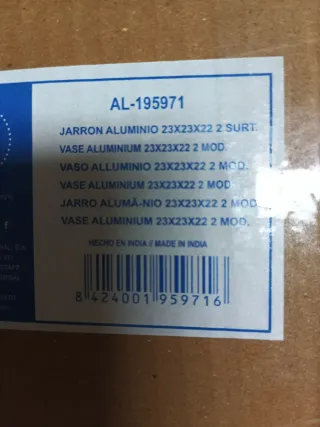 AL-195971
JARRON ALUMINIO 23X23X22 2 SURT.
VASE ALUMINIUM 23X23X22 2 MOD.
VASO ALLUMINIO 23X23X22 2 MOD.
VASE ALUMINIUM 23X23X22 2 MOD.
JARRO ALUMÃ-NIO 23X23X22 2 MOD.
VASE ALUMINIUM 23X23X22 2 MOD.
HECHO EN INDIA // MADE IN INDIA
8 424001 959716